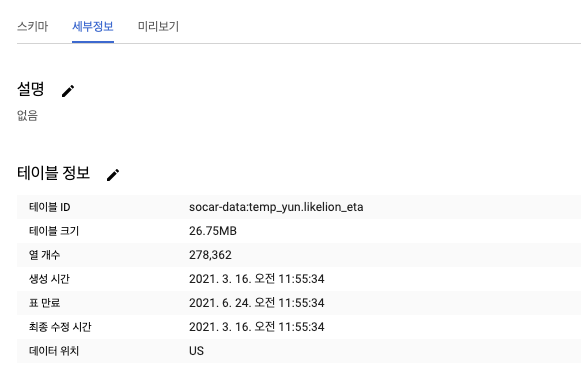 스키마 세부정보 미리보기
설명
없음
테이블 정보
테이블 ID socar-data:temp_yun.likelion_eta
테이블 크기 26.75MB
열 개수 278,362
생성 시간 2021. 3. 16. 오전 11:55:34
표 만료 2021. 6. 24. 오전 11:55:34
최종 수정 시간 2021. 3. 16. 오전 11:55:34
데이터 위치 US